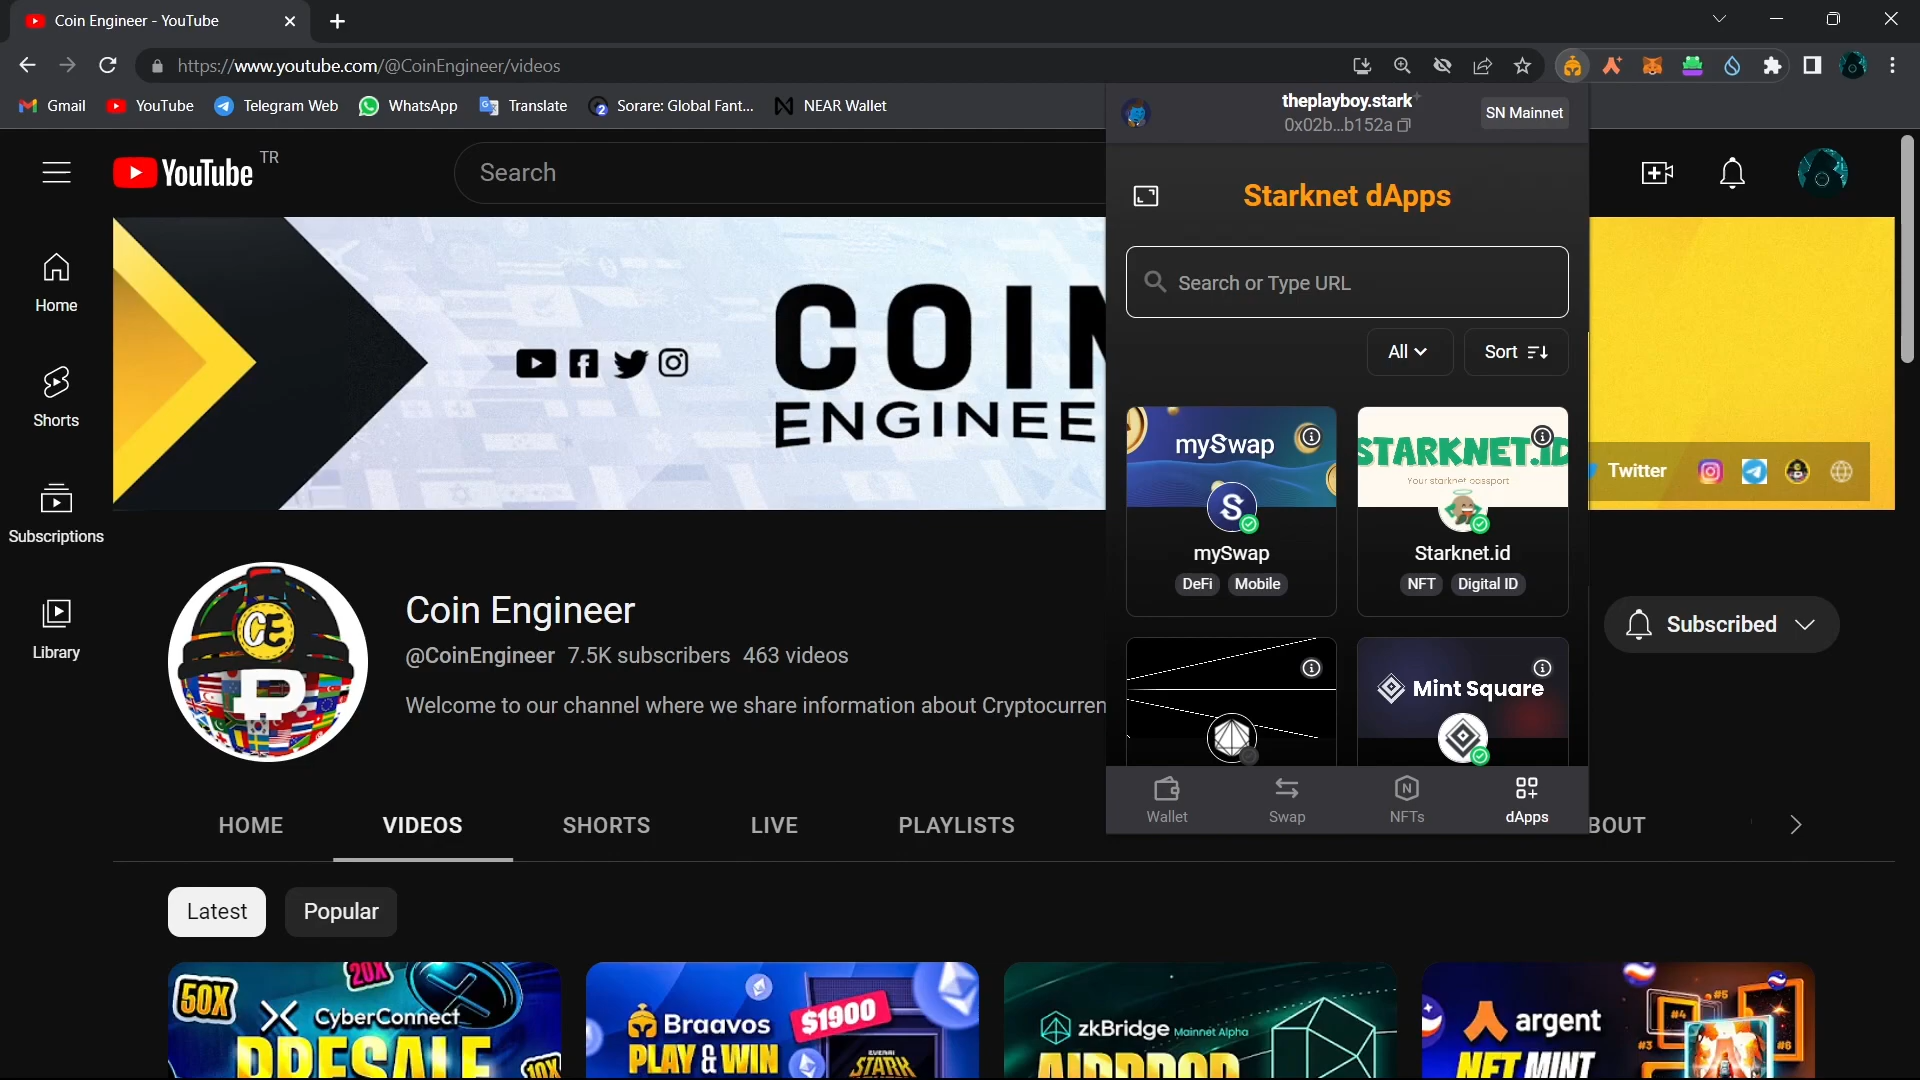 Coin Engineer - YouTube
https://www.youtube.com/@CoinEngineer/videos
Gmail
YouTube
Telegram Web
WhatsApp
Translate
Sorare: Global Fant...
NEAR Wallet
theplayboy.stark
0x02b...b152a
SN Mainnet
YouTube TR
Search
Starknet dApps
Search or Type URL
All
Sort
Home
Shorts
Subscriptions
Library
COIN
ENGINEE
Twitter
mySwap
mySwap
DeFi Mobile
STARKNET.ID
Your starknet passport
Starknet.id
NFT Digital ID
Mint Square
Wallet
Swap
NFTs
dApps
CE
Coin Engineer
@CoinEngineer 7.5K subscribers 463 videos
Welcome to our channel where we share information about Cryptocurren
Subscribed
HOME
VIDEOS
SHORTS
LIVE
PLAYLISTS
BOUT
Latest
Popular
50X
20X
CyberConnect
PRESALE
10X
Braavos
PLAY & WIN
$1900
STARK
zkBridge Mainnet Alpha
AIRDROP
argent
NFT MINT
#5
#4
#3
#6